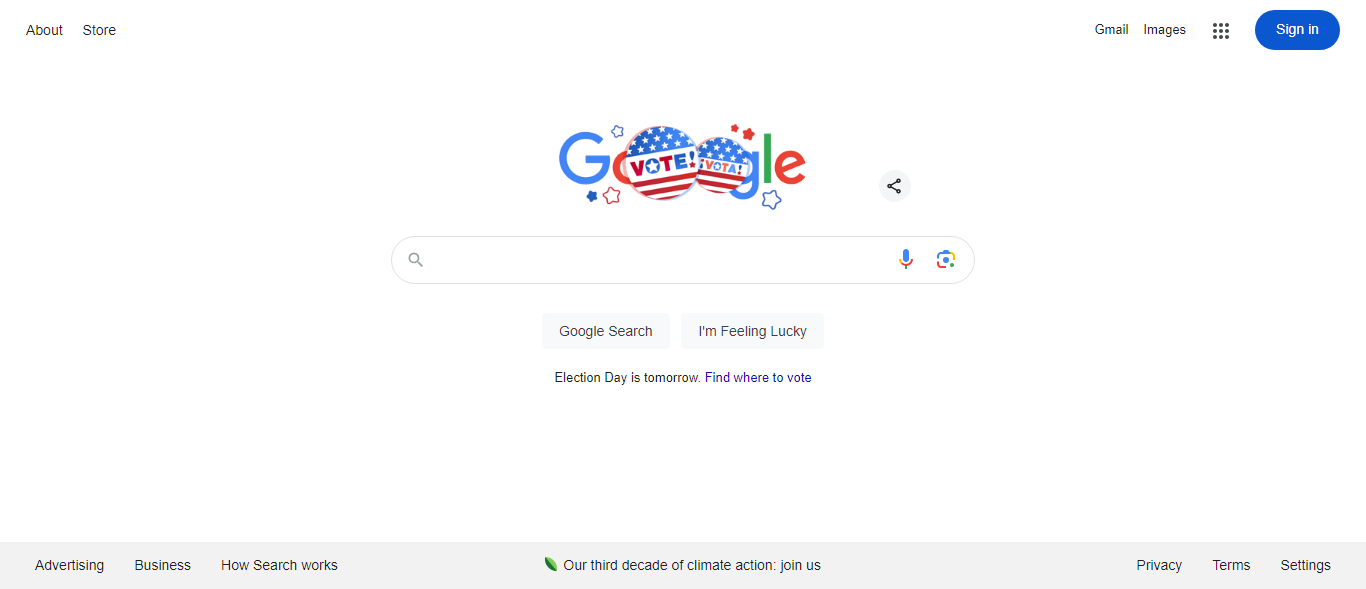 About Store
Gmail Images Sign in
Google
VOTE! ¡VOTA!
Google Search I'm Feeling Lucky
Election Day is tomorrow. Find where to vote
Advertising Business How Search works
Our third decade of climate action: join us
Privacy Terms Settings